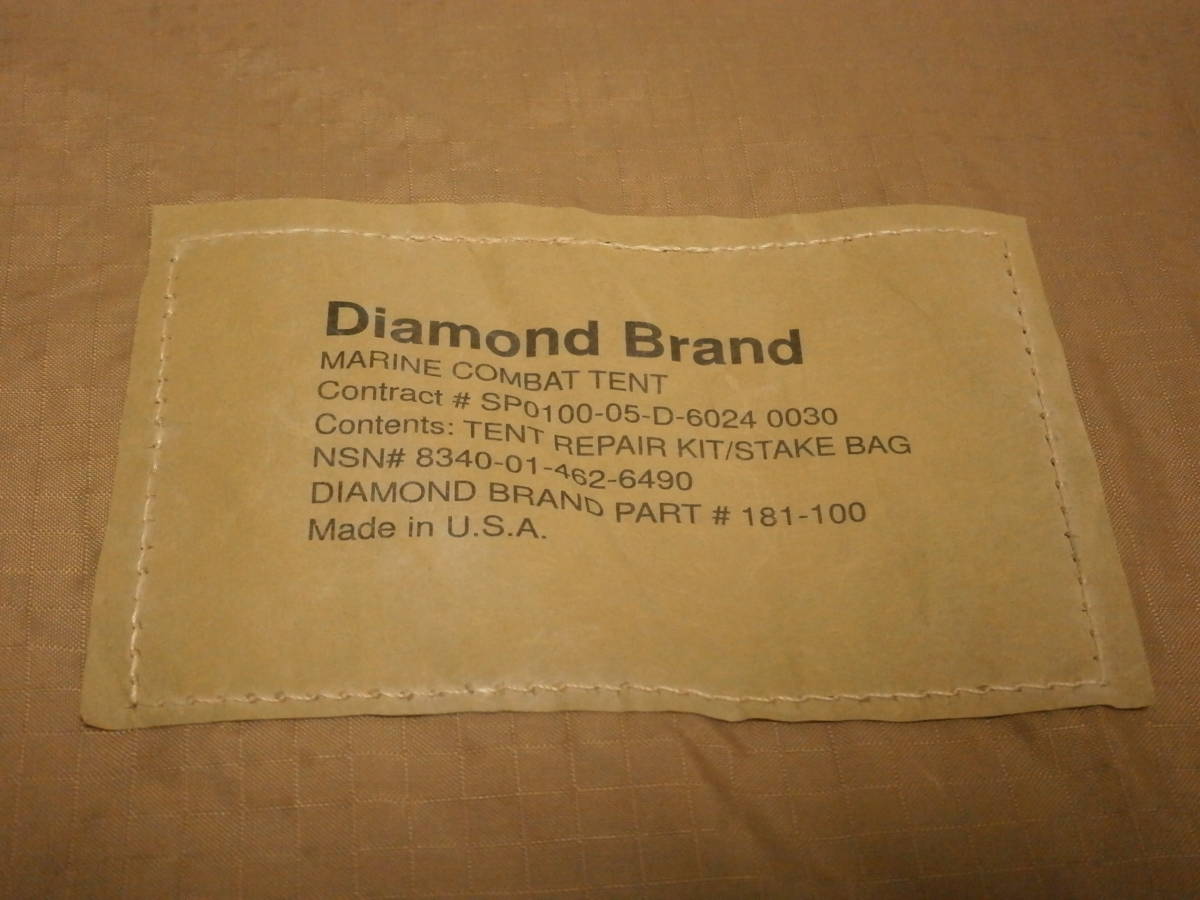 Diamond Brand
MARINE COMBAT TENT
Contract # SP0100-05-D-6024 0030
Contents: TENT REPAIR KIT/STAKE BAG
NSN# 8340-01-462-6490
DIAMOND BRAND PART # 181-100
Made in U.S.A.